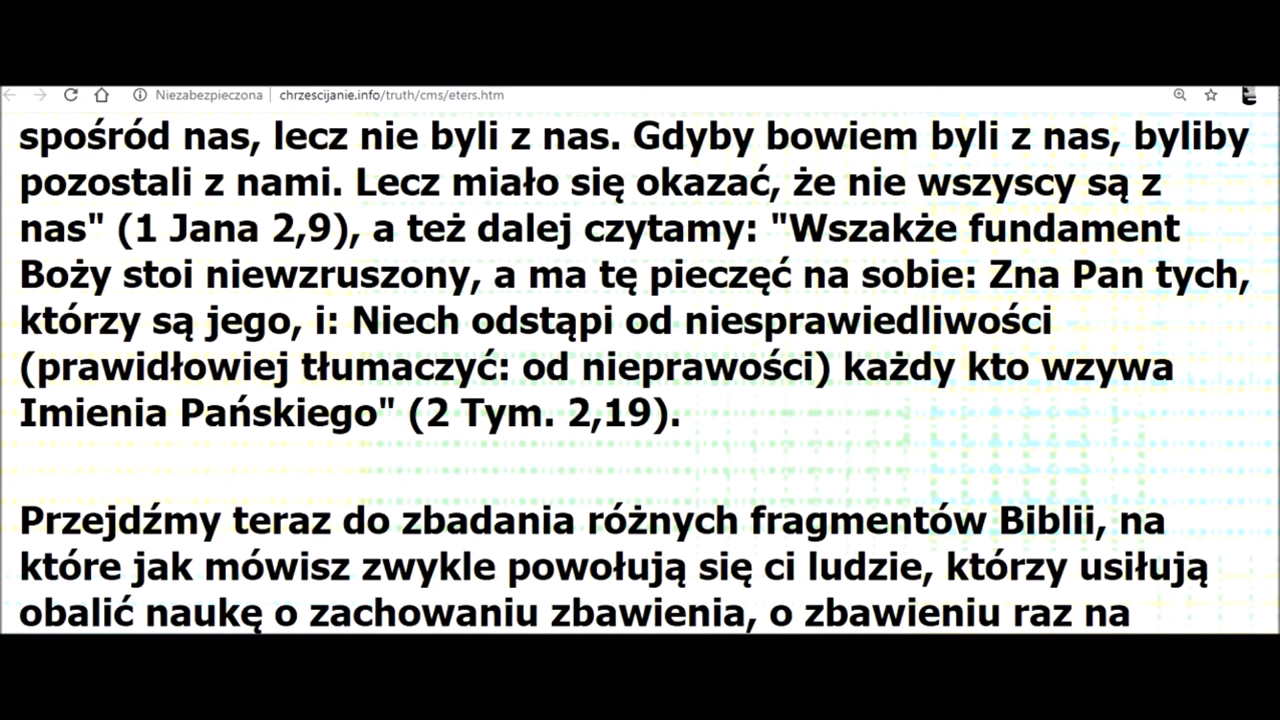 Niezabezpieczona chrzescijanie.info/truth/cms/eters.htm
spośród nas, lecz nie byli z nas. Gdyby bowiem byli z nas, byliby
pozostali z nami. Lecz miało się okazać, że nie wszyscy są z
nas" (1 Jana 2,9), a też dalej czytamy: "Wszakże fundament
Boży stoi niewzruszony, a ma tę pieczęć na sobie: Zna Pan tych,
którzy są jego, i: Niech odstąpi od niesprawiedliwości
(prawidłowiej tłumaczyć: od nieprawości) każdy kto wzywa
Imienia Pańskiego" (2 Tym. 2,19).
Przejdźmy teraz do zbadania różnych fragmentów Biblii, na
które jak mówisz zwykle powołują się ci ludzie, którzy usiłują
obalić naukę o zachowaniu zbawienia, o zbawieniu raz na